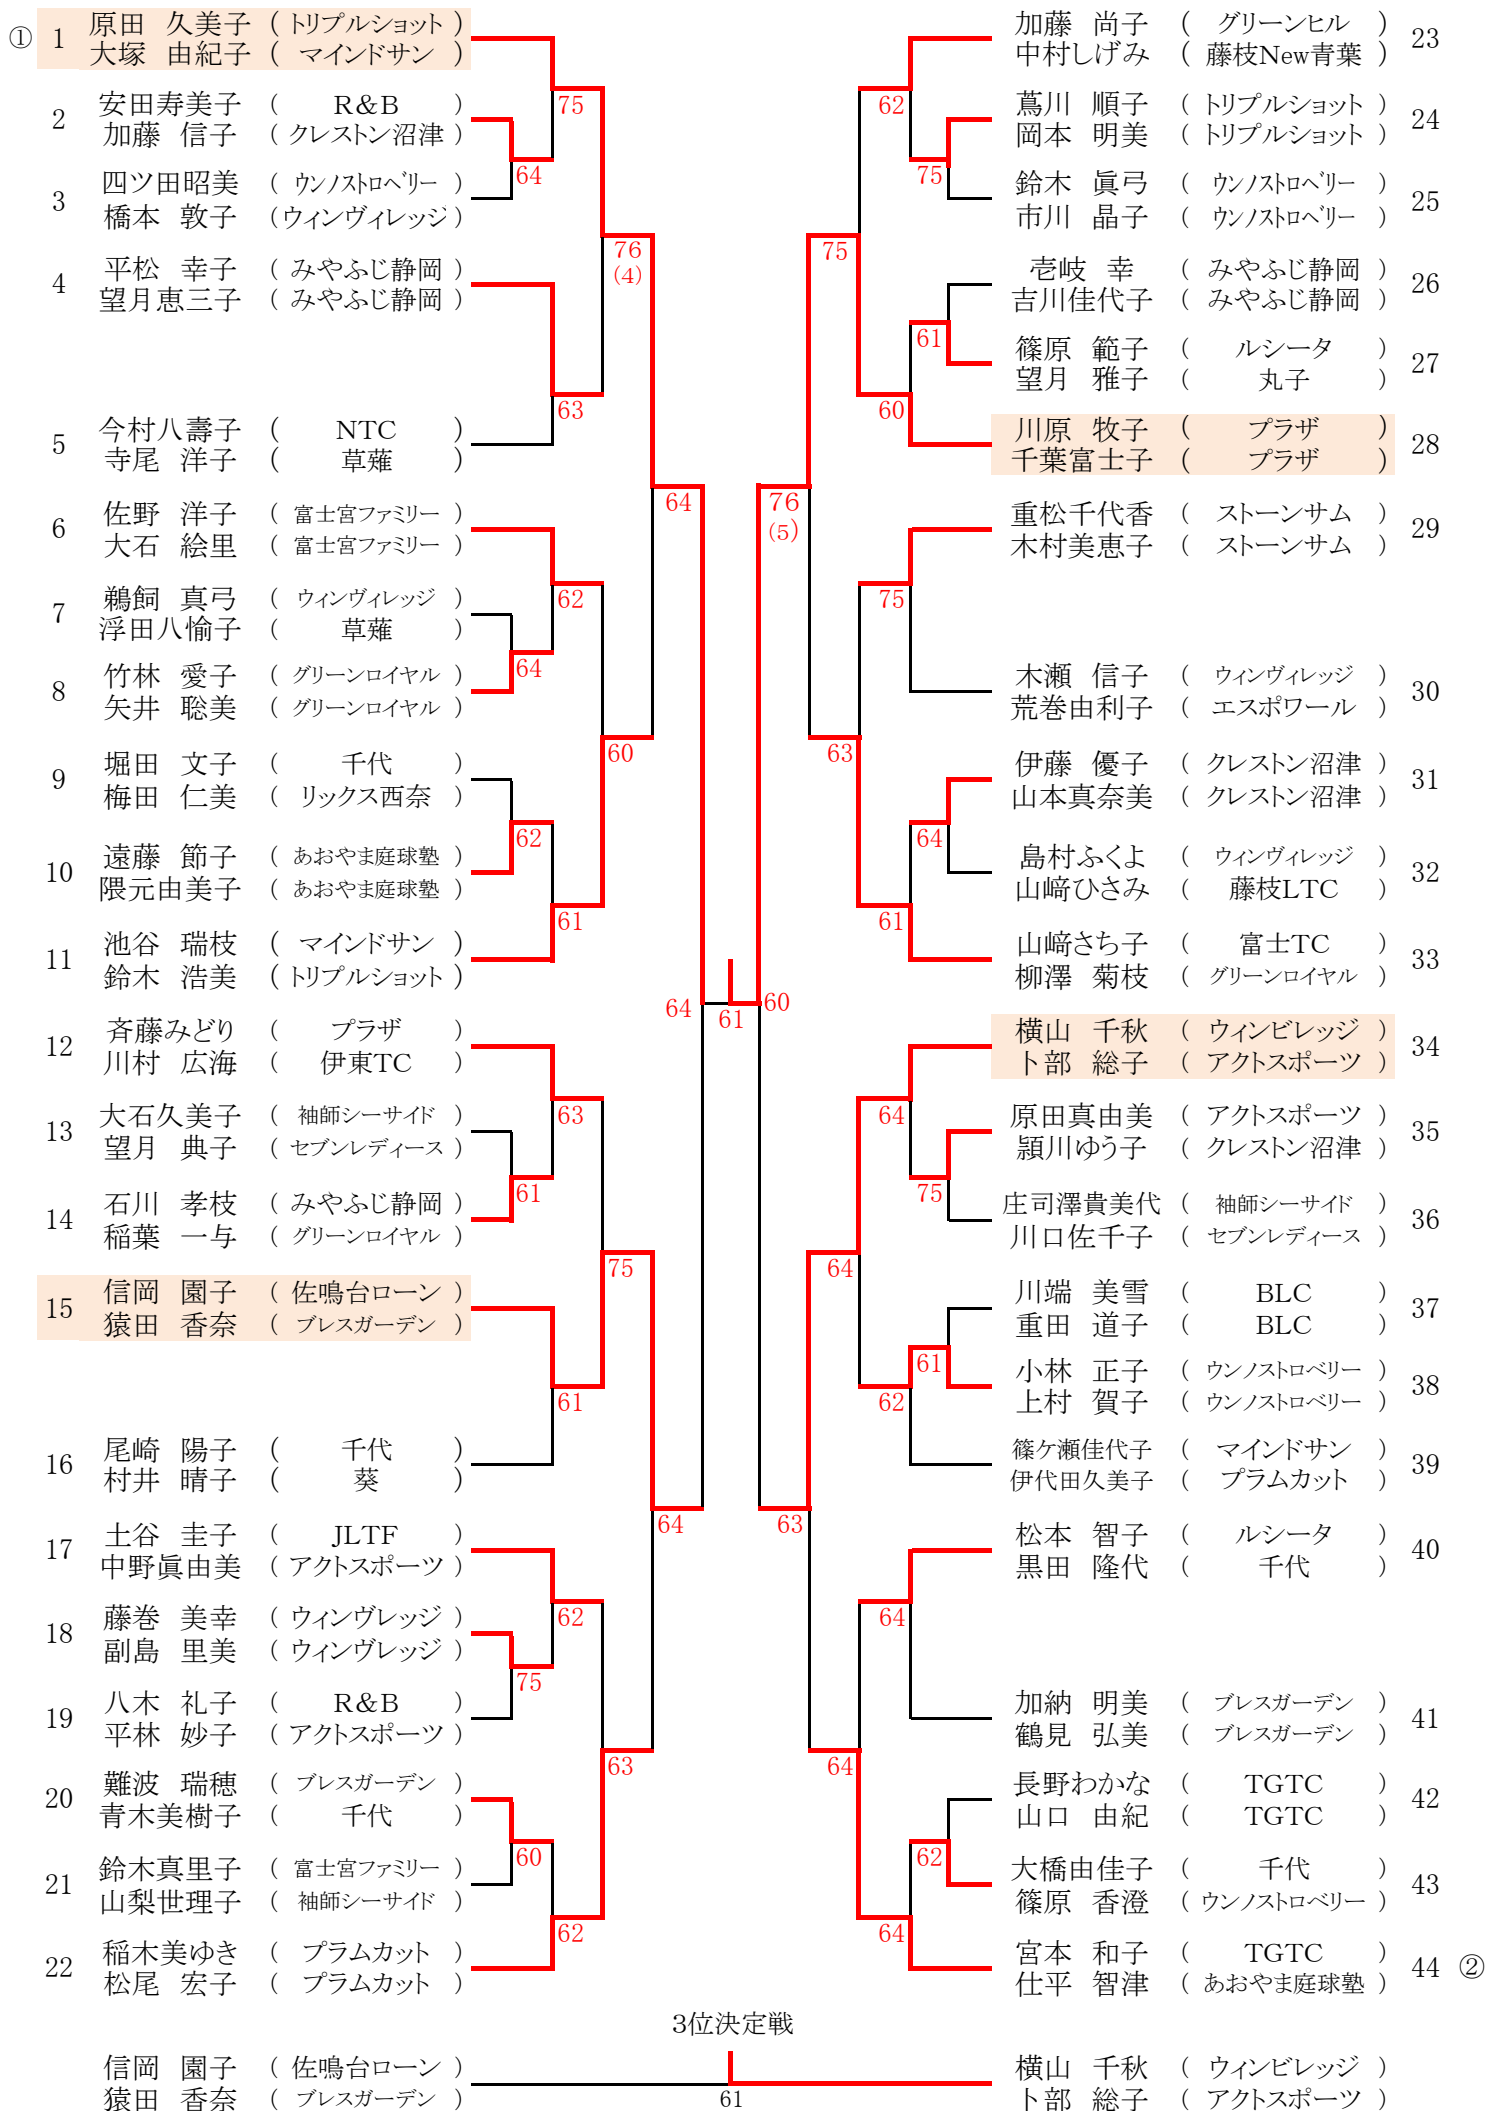 ① 1 原田 久美子 ( トリプルショット )
大塚 由紀子 ( マインドサン )
2 安田寿美子 ( R&B )
加藤 信子 ( クレストン沼津 )
75
64
3 四ツ田昭美 ( ウンノストロベリー )
橋本 敦子 ( ウィンヴィレッジ )
76
(4)
4 平松 幸子 ( みやふじ静岡 )
望月恵三子 ( みやふじ静岡 )
63
5 今村八壽子 ( NTC )
寺尾 洋子 ( 草薙 )
64
6 佐野 洋子 ( 富士宮ファミリー )
大石 絵里 ( 富士宮ファミリー )
62
7 鵜飼 真弓 ( ウィンヴィレッジ )
浮田八愉子 ( 草薙 )
64
8 竹林 愛子 ( グリーンロイヤル )
矢井 聡美 ( グリーンロイヤル )
60
9 堀田 文子 ( 千代 )
梅田 仁美 ( リックス西奈 )
62
10 遠藤 節子 ( あおやま庭球塾 )
隈元由美子 ( あおやま庭球塾 )
61
11 池谷 瑞枝 ( マインドサン )
鈴木 浩美 ( トリプルショット )
64 61 60
12 斉藤みどり ( プラザ )
川村 広海 ( 伊東TC )
63
13 大石久美子 ( 袖師シーサイド )
望月 典子 ( セブンレディース )
61
14 石川 孝枝 ( みやふじ静岡 )
稲葉 一与 ( グリーンロイヤル )
75
15 信岡 園子 ( 佐鳴台ローン )
猿田 香奈 ( ブレスガーデン )
61
16 尾崎 陽子 ( 千代 )
村井 晴子 ( 葵 )
64
17 土谷 圭子 ( JLTF )
中野眞由美 ( アクトスポーツ )
62
18 藤巻 美幸 ( ウィンヴレッジ )
副島 里美 ( ウィンヴレッジ )
75
19 八木 礼子 ( R&B )
平林 妙子 ( アクトスポーツ )
63
20 難波 瑞穂 ( ブレスガーデン )
青木美樹子 ( 千代 )
60
21 鈴木真里子 ( 富士宮ファミリー )
山梨世理子 ( 袖師シーサイド )
62
22 稲木美ゆき ( プラムカット )
松尾 宏子 ( プラムカット )
加藤 尚子 ( グリーンヒル ) 23
中村しげみ ( 藤枝New青葉 )
62
蔦川 順子 ( トリプルショット ) 24
岡本 明美 ( トリプルショット )
75
鈴木 眞弓 ( ウンノストロベリー ) 25
市川 晶子 ( ウンノストロベリー )
75
壱岐 幸 ( みやふじ静岡 ) 26
吉川佳代子 ( みやふじ静岡 )
61
篠原 範子 ( ルシータ ) 27
望月 雅子 ( 丸子 )
60
川原 牧子 ( プラザ ) 28
千葉富士子 ( プラザ )
76
(5)
重松千代香 ( ストーンサム ) 29
木村美恵子 ( ストーンサム )
75
木瀬 信子 ( ウィンヴィレッジ ) 30
荒巻由利子 ( エスポワール )
63
伊藤 優子 ( クレストン沼津 ) 31
山本真奈美 ( クレストン沼津 )
64
島村ふくよ ( ウィンヴィレッジ ) 32
山﨑ひさみ ( 藤枝LTC )
61
山﨑さち子 ( 富士TC ) 33
柳澤 菊枝 ( グリーンロイヤル )
横山 千秋 ( ウィンビレッジ ) 34
卜部 総子 ( アクトスポーツ )
64
原田真由美 ( アクトスポーツ ) 35
頴川ゆう子 ( クレストン沼津 )
75
庄司澤貴美代 ( 袖師シーサイド ) 36
川口佐千子 ( セブンレディース )
64
川端 美雪 ( BLC ) 37
重田 道子 ( BLC )
61
小林 正子 ( ウンノストロベリー ) 38
上村 賀子 ( ウンノストロベリー )
62
篠ケ瀬佳代子 ( マインドサン ) 39
伊代田久美子 ( プラムカット )
63
松本 智子 ( ルシータ ) 40
黒田 隆代 ( 千代 )
64
加納 明美 ( ブレスガーデン ) 41
鶴見 弘美 ( ブレスガーデン )
64
長野わかな ( TGTC ) 42
山口 由紀 ( TGTC )
62
大橋由佳子 ( 千代 ) 43
篠原 香澄 ( ウンノストロベリー )
64
宮本 和子 ( TGTC ) 44 ②
仕平 智津 ( あおやま庭球塾 )
3位決定戦
信岡 園子 ( 佐鳴台ローン ) 横山 千秋 ( ウィンビレッジ )
猿田 香奈 ( ブレスガーデン ) 61 卜部 総子 ( アクトスポーツ )